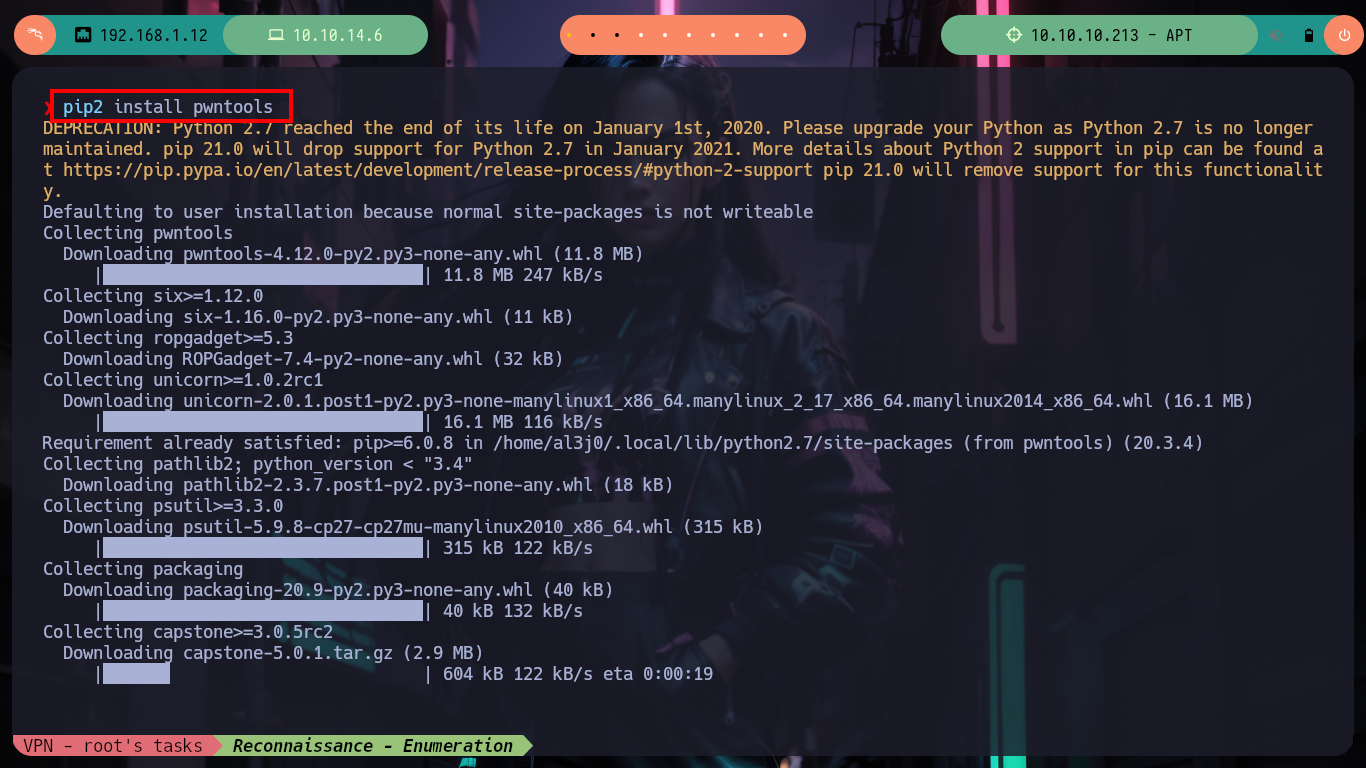 192.168.1.12 10.10.14.6 10.10.10.213 - APT
pip2 install pwntools
DEPRECATION: Python 2.7 reached the end of its life on January 1st, 2020. Please upgrade your Python as Python 2.7 is no longer
maintained. pip 21.0 will drop support for Python 2.7 in January 2021. More details about Python 2 support in pip can be found a
t https://pip.pypa.io/en/latest/development/release-process/#python-2-support pip 21.0 will remove support for this functionalit
y.
Defaulting to user installation because normal site-packages is not writeable
Collecting pwntools
Downloading pwntools-4.12.0-py2.py3-none-any.whl (11.8 MB)
| | 11.8 MB 247 kB/s
Collecting six>=1.12.0
Downloading six-1.16.0-py2.py3-none-any.whl (11 kB)
Collecting ropgadget>=5.3
Downloading ROPGadget-7.4-py2-none-any.whl (32 kB)
Collecting unicorn>=1.0.2rc1
Downloading unicorn-2.0.1.post1-py2.py3-none-manylinux1_x86_64.manylinux_2_17_x86_64.manylinux2014_x86_64.whl (16.1 MB)
| | 16.1 MB 116 kB/s
Requirement already satisfied: pip>=6.0.8 in /home/al3j0/.local/lib/python2.7/site-packages (from pwntools) (20.3.4)
Collecting pathlib2; python_version < "3.4"
Downloading pathlib2-2.3.7.post1-py2.py3-none-any.whl (18 kB)
Collecting psutil>=3.3.0
Downloading psutil-5.9.8-cp27-cp27mu-manylinux2010_x86_64.whl (315 kB)
| | 315 kB 122 kB/s
Collecting packaging
Downloading packaging-20.9-py2.py3-none-any.whl (40 kB)
| | 40 kB 132 kB/s
Collecting capstone>=3.0.5rc2
Downloading capstone-5.0.1.tar.gz (2.9 MB)
| | 604 kB 122 kB/s eta 0:00:19
VPN - root's tasks Reconnaissance - Enumeration